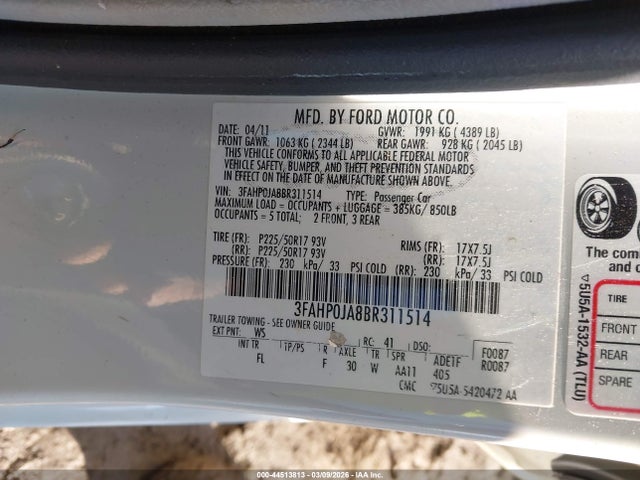 MFD. BY FORD MOTOR CO.
DATE: 04/11 GVWR: 1991 KG ( 4389 LB)
FRONT GAWR: 1063 KG ( 2344 LB) REAR GAWR: 928 KG ( 2045 LB)
THIS VEHICLE CONFORMS TO ALL APPLICABLE FEDERAL MOTOR
VEHICLE SAFETY, BUMPER, AND THEFT PREVENTION STANDARDS
IN EFFECT ON THE DATE OF MANUFACTURE SHOWN ABOVE.
VIN: 3FAHP0JA8BR311514 TYPE: Passenger Car
MAXIMUM LOAD = OCCUPANTS + LUGGAGE = 385KG/ 850LB
OCCUPANTS = 5 TOTAL; 2 FRONT, 3 REAR
TIRE (FR): P225/50R17 93V RIMS (FR): 17X7.5J
(RR): P225/50R17 93V (RR): 17X7.5J
PRESSURE (FR): 230 kPa/ 33 PSI COLD (RR): 230 kPa/ 33 PSI COLD
3FAHP0JA8BR311514
TRAILER TOWING - SEE OWNER GUIDE
EXT PNT: WS RC: 41 DSO: F0087
INT TR TP/PS R AXLE TR SPR ADE1F R0087
FL F 30 W AA11 405
CMC 5U5A-5420472 AA
The com
and c
▽5U5A-1532-AA (TLU)
TIRE
FRONT
REAR
SPARE
000-44513813 - 03/09/2026 - IAA Inc.